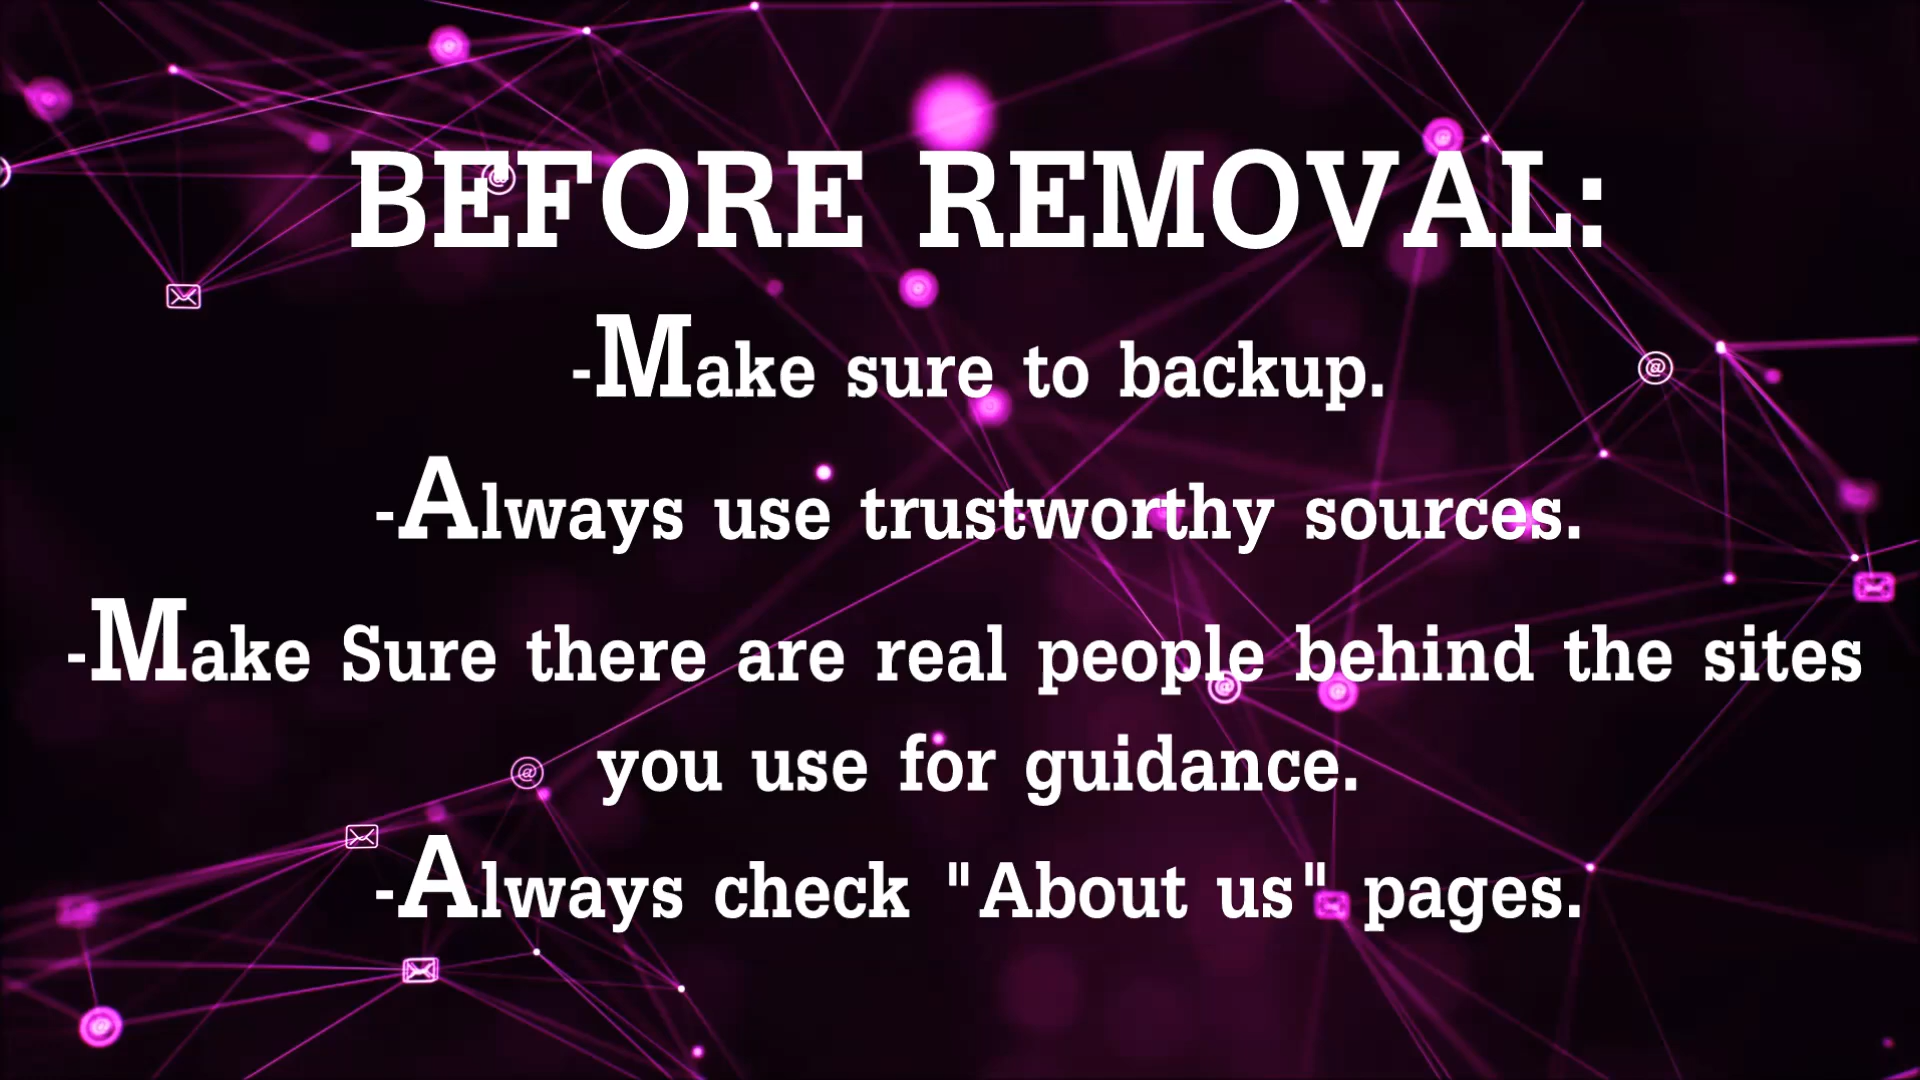 BEFORE REMOVAL:
-Make sure to backup.
-Always use trustworthy sources.
-Make Sure there are real people behind the sites
you use for guidance.
-Always check "About us" pages.